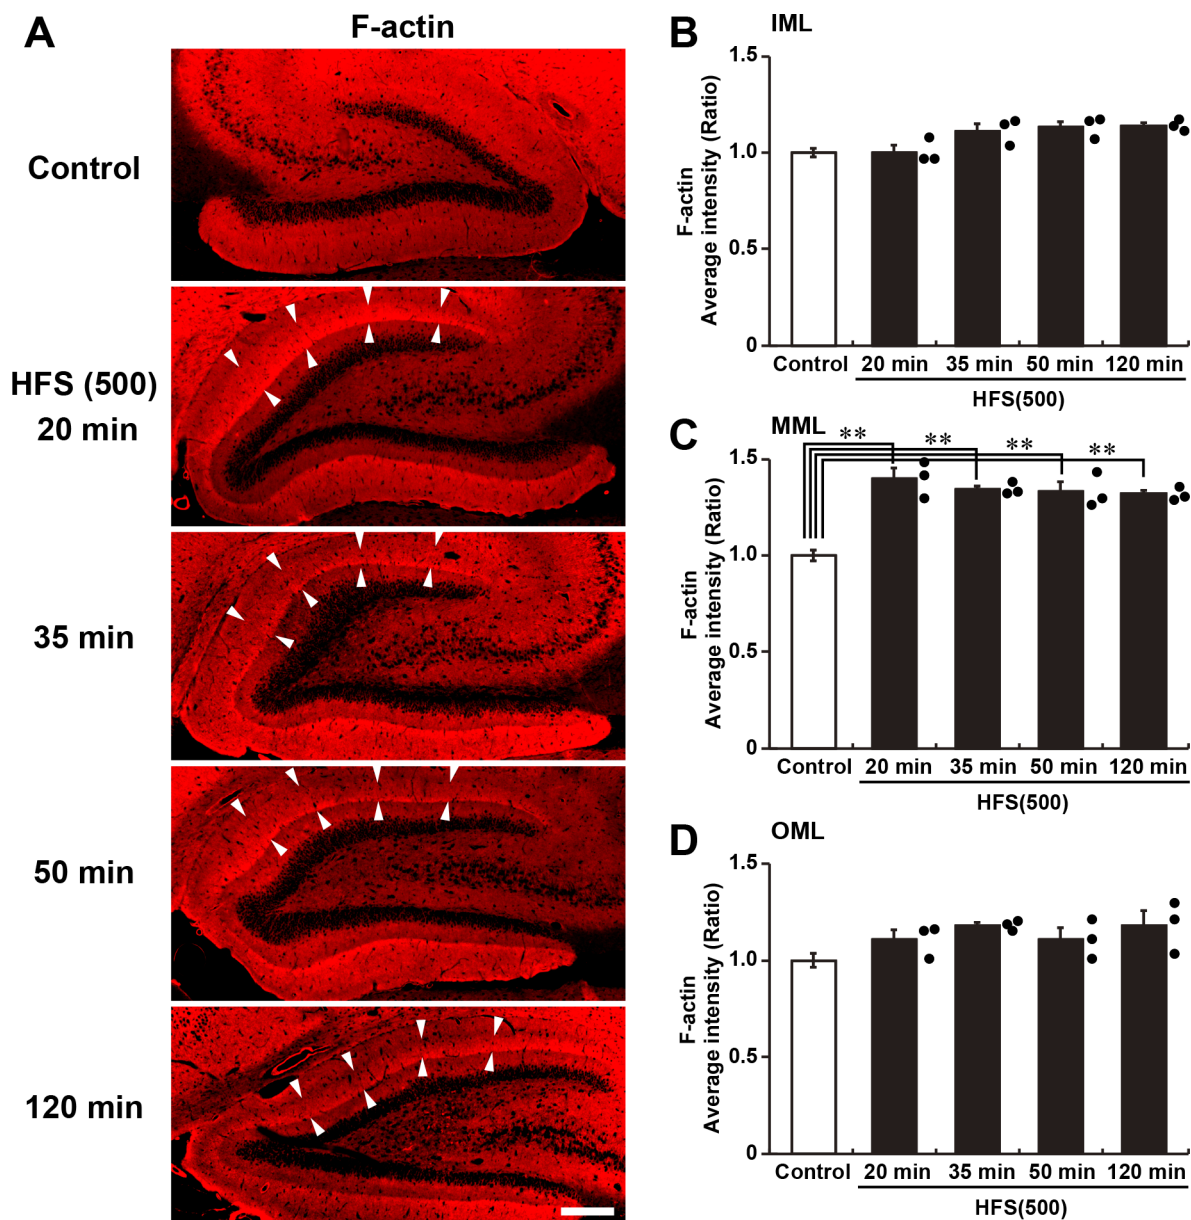 A
F-actin
Control
HFS (500)
20 min
35 min
50 min
120 min
B
IML
F-actin
Average intensity (Ratio)
1.5
1.0
0.5
0
Control
20 min
35 min
50 min
120 min
HFS(500)
C
MML
F-actin
Average intensity (Ratio)
**
**
**
**
1.5
1.0
0.5
0
Control
20 min
35 min
50 min
120 min
HFS(500)
D
OML
F-actin
Average intensity (Ratio)
1.5
1.0
0.5
0
Control
20 min
35 min
50 min
120 min
HFS(500)